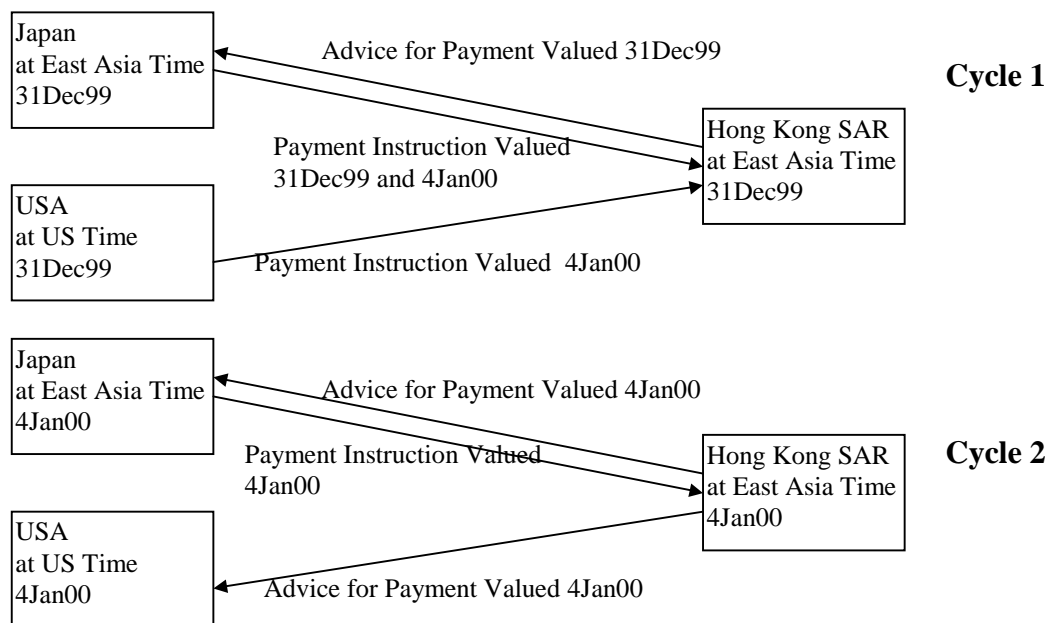 Japan
at East Asia Time
31Dec99
Advice for Payment Valued 31Dec99
Cycle 1
Hong Kong SAR
at East Asia Time
31Dec99
Payment Instruction Valued
31Dec99 and 4Jan00
USA
at US Time
31Dec99
Payment Instruction Valued 4Jan00
Japan
at East Asia Time
4Jan00
Advice for Payment Valued 4Jan00
Cycle 2
Hong Kong SAR
at East Asia Time
4Jan00
Payment Instruction Valued
4Jan00
USA
at US Time
4Jan00
Advice for Payment Valued 4Jan00